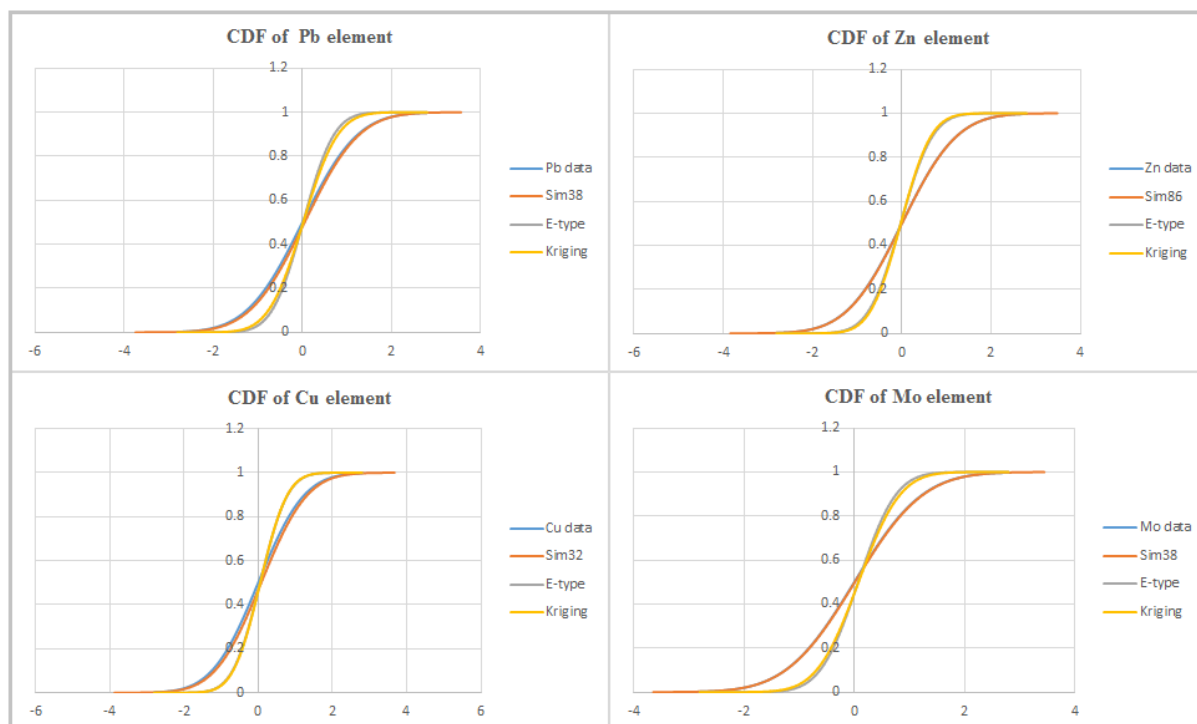 CDF of Pb element
1.2
1
0.8
0.6
0.4
0.2
0
-6
-4
-2
0
2
4
Pb data
Sim38
E-type
Kriging
CDF of Zn element
1.2
1
0.8
0.6
0.4
0.2
0
-6
-4
-2
0
2
4
Zn data
Sim86
E-type
Kriging
CDF of Cu element
1.2
1
0.8
0.6
0.4
0.2
0
-6
-4
-2
0
2
4
6
Cu data
Sim32
E-type
Kriging
CDF of Mo element
1.2
1
0.8
0.6
0.4
0.2
0
-4
-2
0
2
4
Mo data
Sim38
E-type
Kriging